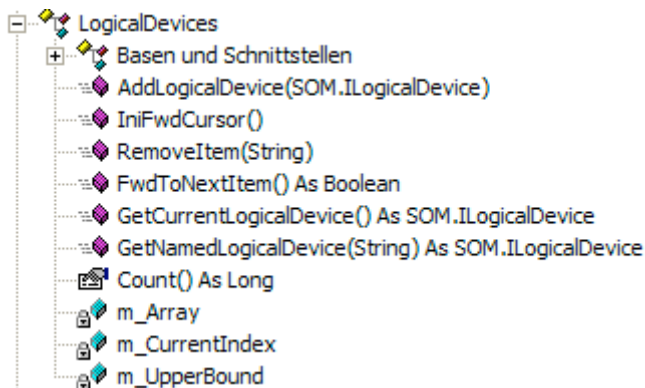 LogicalDevices
Basen und Schnittstellen
AddLogicalDevice(SOM.ILogicalDevice)
IniFwdCursor()
RemoveItem(String)
FwdToNextItem() As Boolean
GetCurrentLogicalDevice() As SOM.ILogicalDevice
GetNamedLogicalDevice(String) As SOM.ILogicalDevice
Count() As Long
m_Array
m_CurrentIndex
m_UpperBound